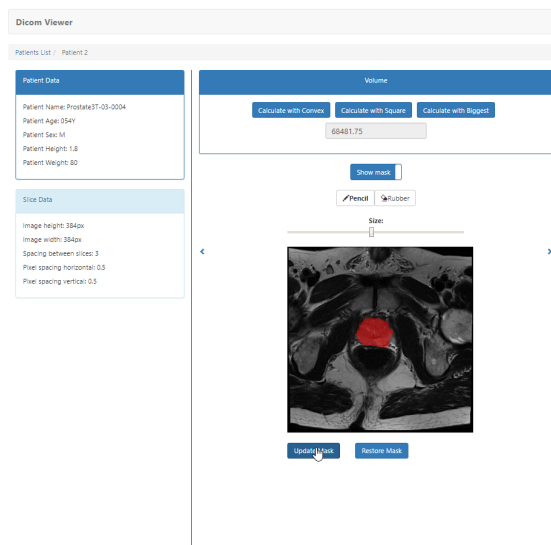 Dicom Viewer
Patients List / Patient 2
Patient Data
Patient Name: Prostate3T-03-0004
Patient Age: 054Y
Patient Sex: M
Patient Height: 1.8
Patient Weight: 80
Slice Data
Image height: 384px
Image width: 384px
Spacing between slices: 3
Pixel spacing horizontal: 0.5
Pixel spacing vertical: 0.5
Volume
Calculate with Convex Calculate with Square Calculate with Biggest
68481.75
Show mask
Pencil Rubber
Size:
Update Mask Restore Mask